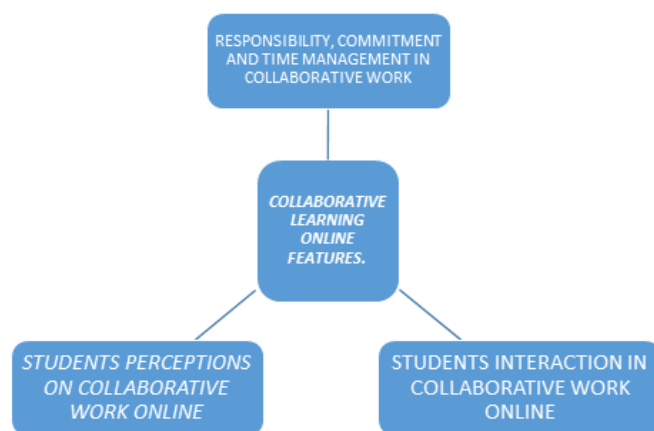 RESPONSIBILITY, COMMITMENT
AND TIME MANAGEMENT IN
COLLABORATIVE WORK
COLLABORATIVE
LEARNING
ONLINE
FEATURES.
STUDENTS PERCEPTIONS
ON COLLABORATIVE
WORK ONLINE
STUDENTS INTERACTION IN
COLLABORATIVE WORK
ONLINE